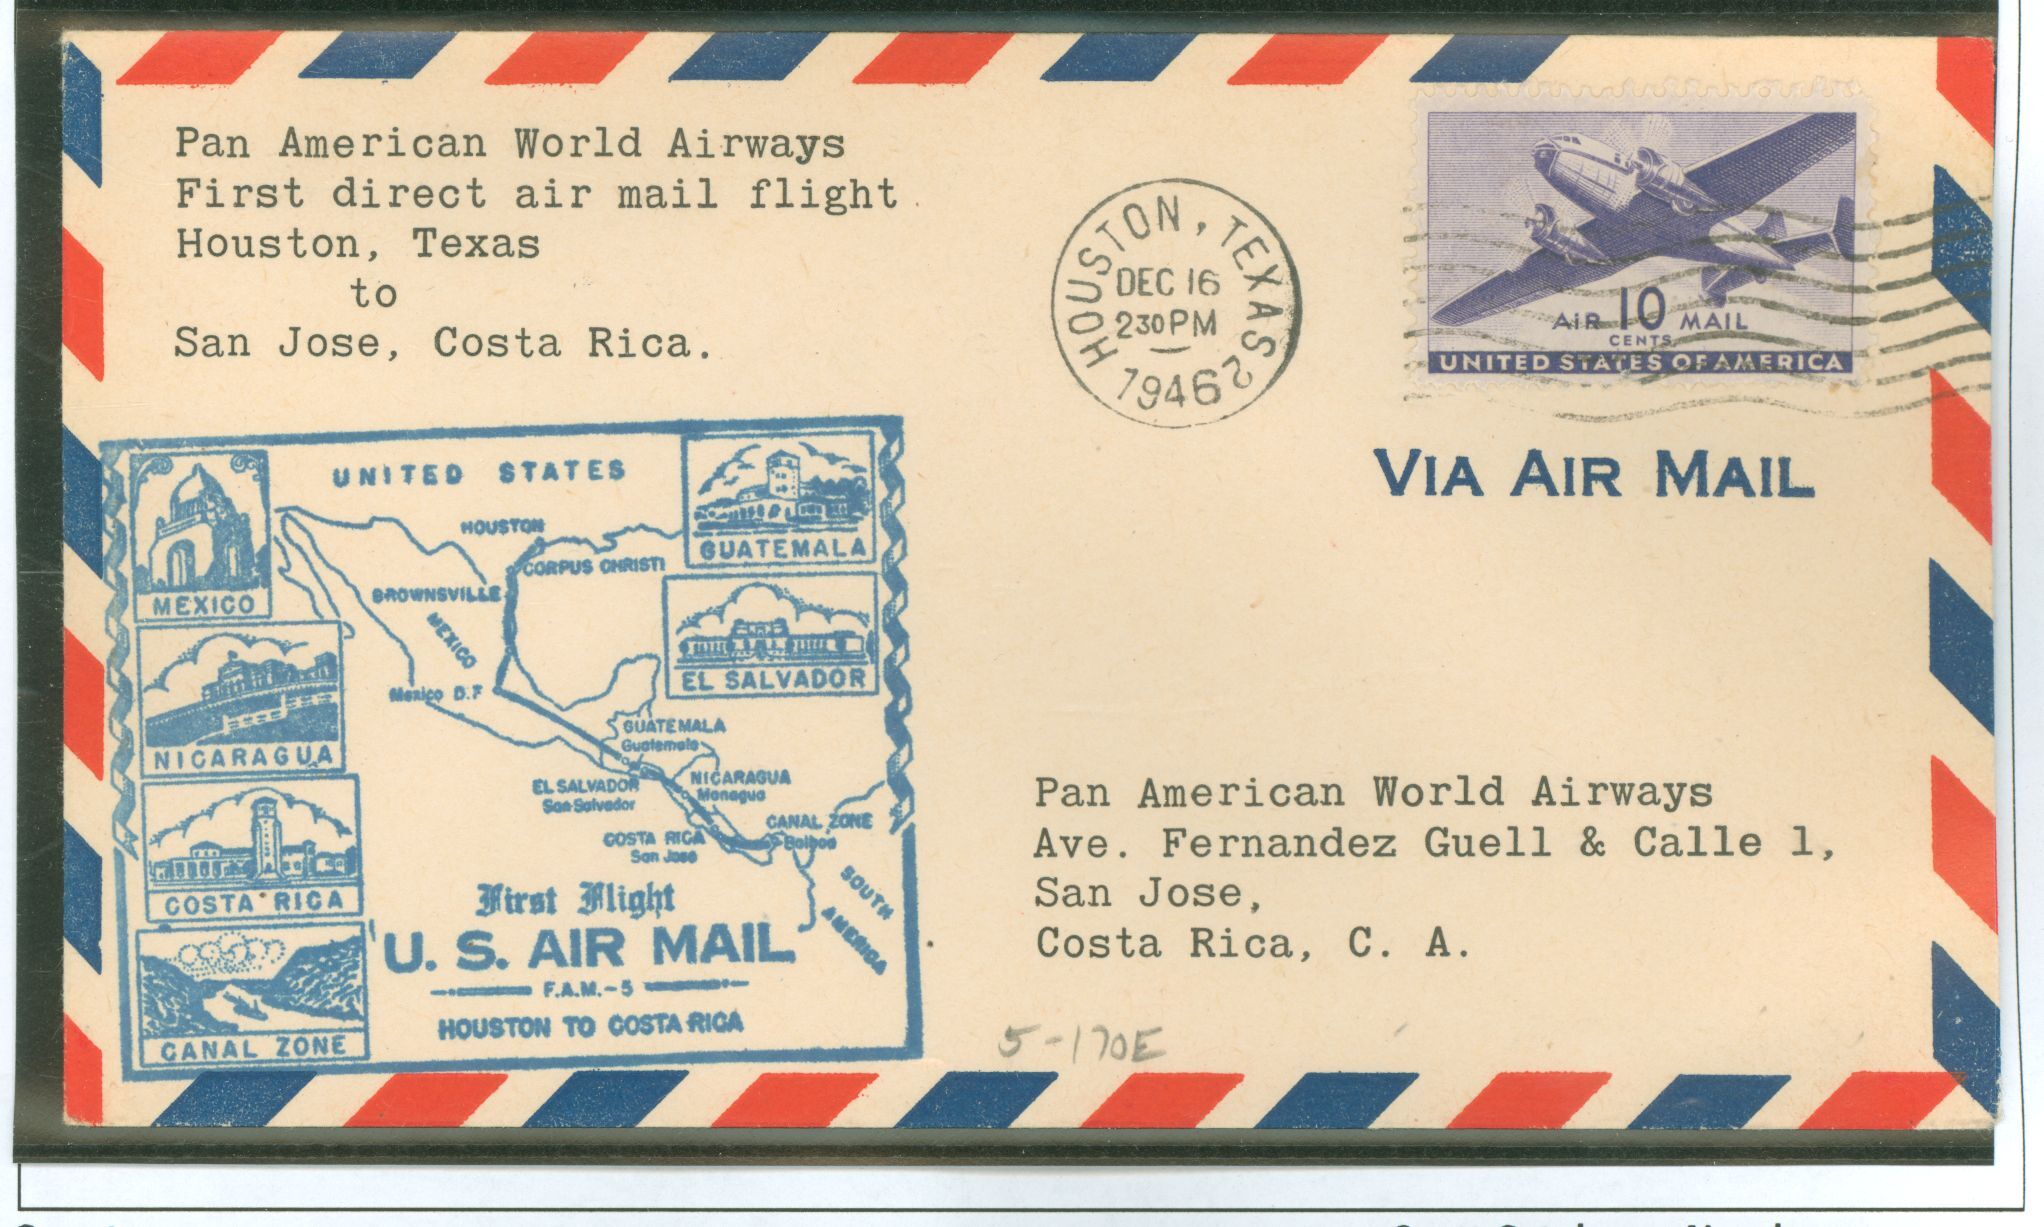 Pan American World Airways
First direct air mail flight
Houston, Texas
to
San Jose, Costa Rica.
HOUSTON, TEXAS 2
DEC 16
230 PM
1946
AIR 10 MAIL
CENTS
UNITED STATES OF AMERICA
VIA AIR MAIL
UNITED STATES
MEXICO
GUATEMALA
HOUSTON
CORPUS CHRISTI
BROWNSVILLE
MEXICO
Mexico D.F
EL SALVADOR
NICARAGUA
GUATEMALA
Guatemala
EL SALVADOR
San Salvador
NICARAGUA
Managua
COSTA RICA
San José
CANAL ZONE
Balboa
SOUTH
AMERICA
COSTA RICA
CANAL ZONE
First Flight
U. S. AIR MAIL
F.A.M.-5
HOUSTON TO COSTA RICA
Pan American World Airways
Ave. Fernandez Guell & Calle 1,
San Jose,
Costa Rica, C. A.
5-170E